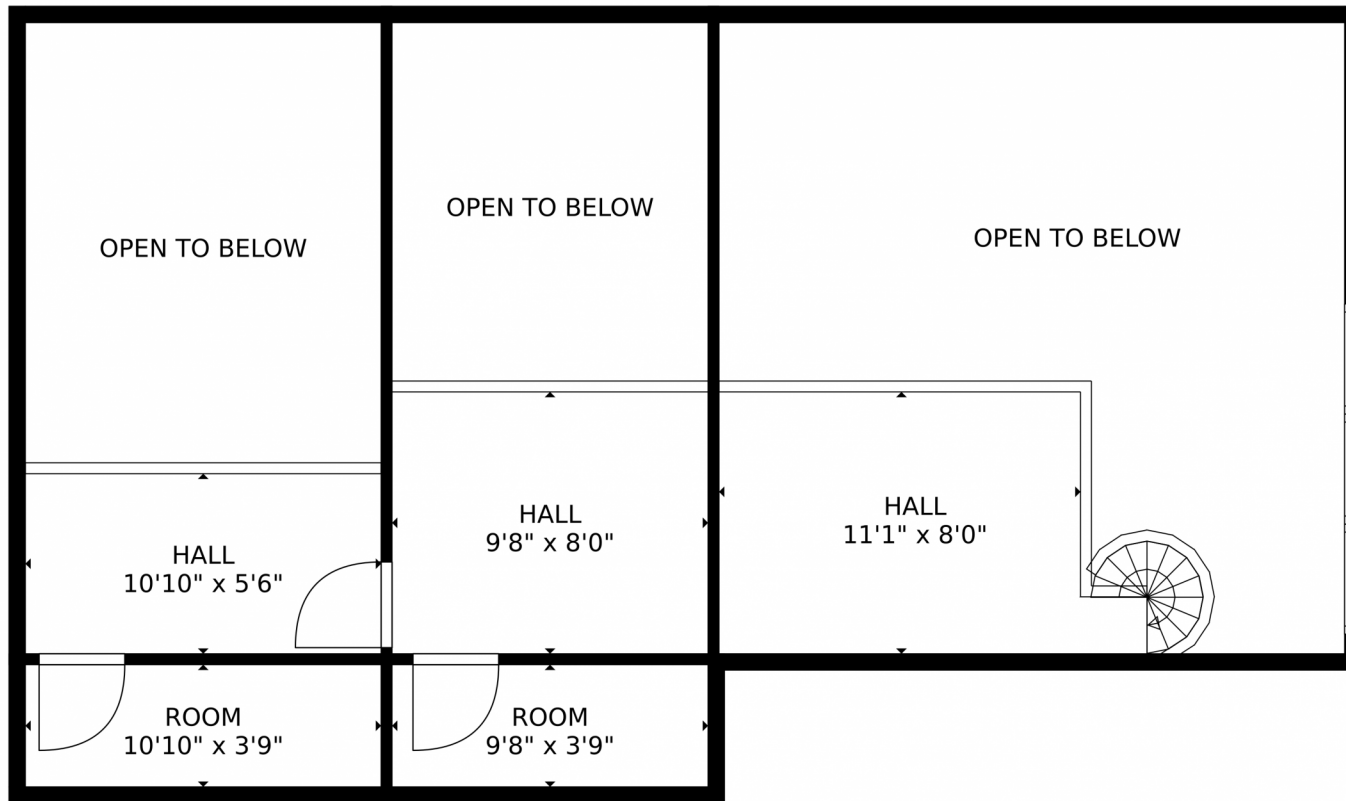 OPEN TO BELOW
OPEN TO BELOW
OPEN TO BELOW
HALL
10'10" x 5'6"
HALL
9'8" x 8'0"
HALL
11'1" x 8'0"
ROOM
10'10" x 3'9"
ROOM
9'8" x 3'9"